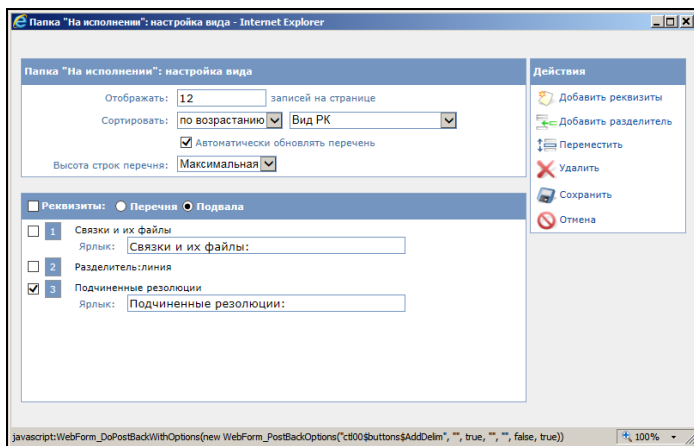 Папка "На исполнении": настройка вида - Internet Explorer
Папка "На исполнении": настройка вида
Отображать: 12 записей на странице
Сортировать: по возрастанию Вид РК
Автоматически обновлять перечень
Высота строк перечня: Максимальная
Реквизиты: Перечня Подвала
1 Связки и их файлы
Ярлык: Связки и их файлы:
2 Разделитель:линия
3 Подчиненные резолюции
Ярлык: Подчиненные резолюции:
Действия
Добавить реквизиты
Добавить разделитель
Переместить
Удалить
Сохранить
Отмена
javascript:WebForm_DoPostBackWithOptions(new WebForm_PostBackOptions("ctl00$buttons$AddDelim", "", true, "", "", false, true)) 100%